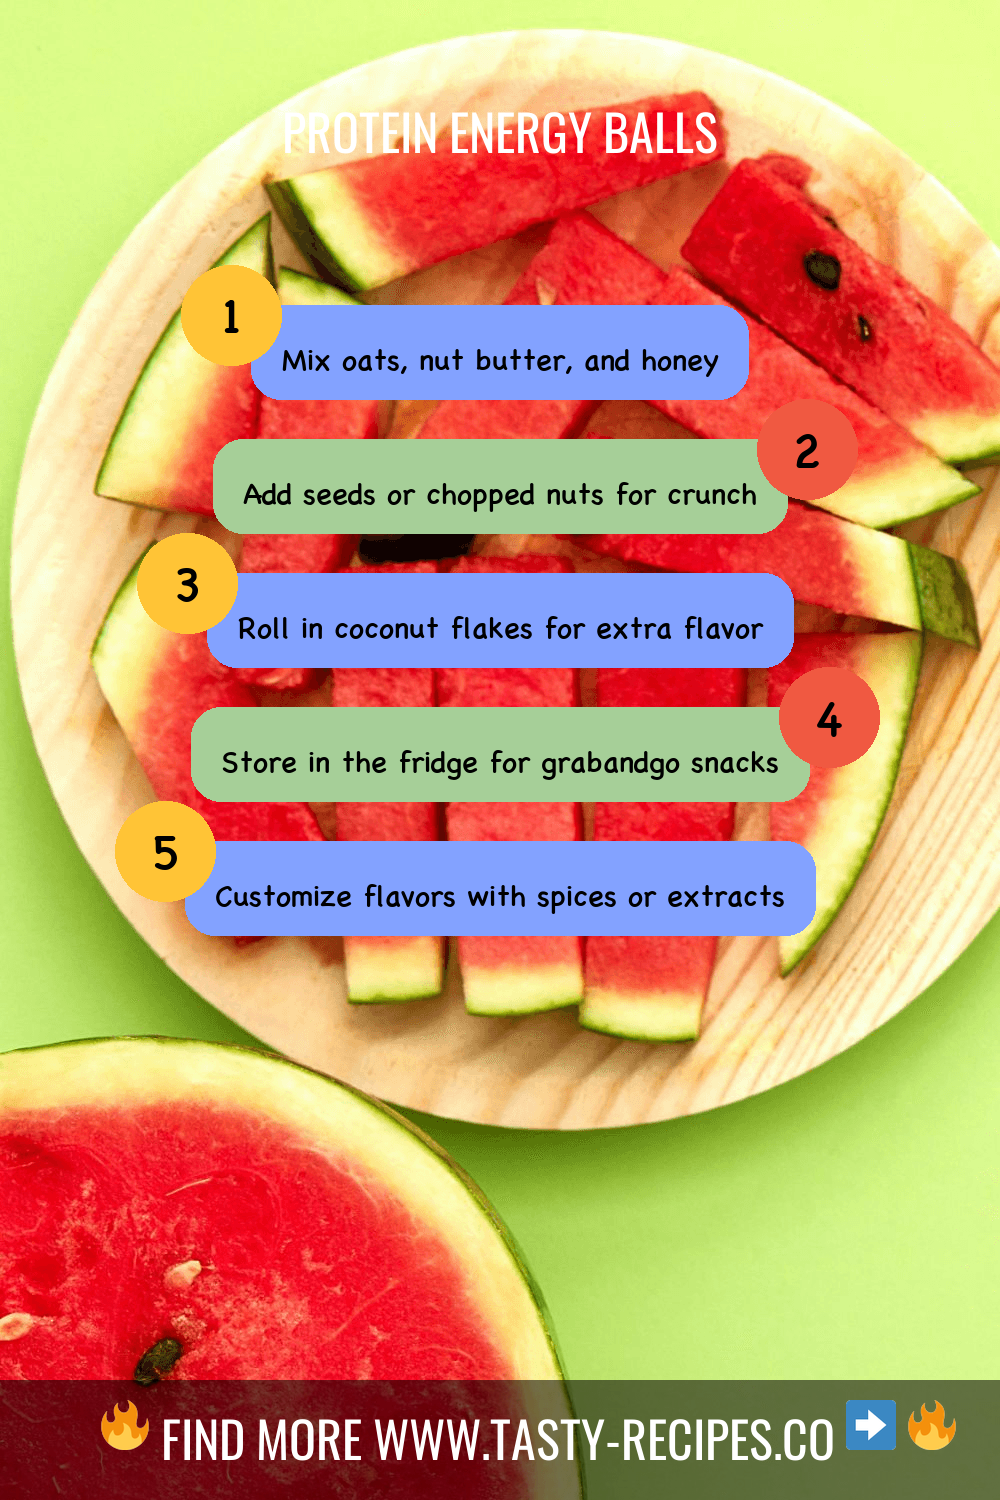 PROTEIN ENERGY BALLS
1
Mix oats, nut butter, and honey
2
Add seeds or chopped nuts for crunch
3
Roll in coconut flakes for extra flavor
4
Store in the fridge for grabandgo snacks
5
Customize flavors with spices or extracts
🔥 FIND MORE WWW.TASTY-RECIPES.CO ➡️ 🔥